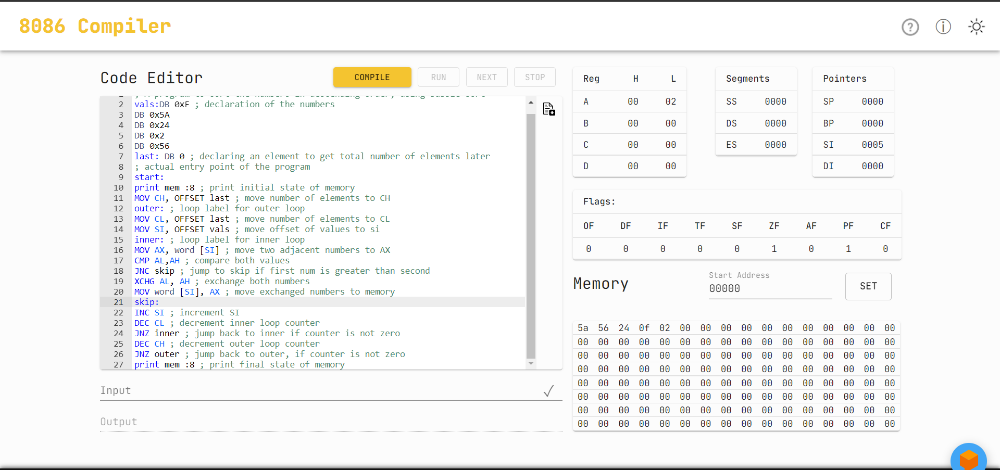 8086 Compiler
Code Editor
COMPILE
RUN
NEXT
STOP
2 vals:DB 0xF ; declaration of the numbers
3 DB 0x5A
4 DB 0x24
5 DB 0x2
6 DB 0x56
7 last: DB 0 ; declaring an element to get total number of elements later
8 ; actual entry point of the program
9 start:
10 print mem :8 ; print initial state of memory
11 MOV CH, OFFSET last ; move number of elements to CH
12 outer: ; loop label for outer loop
13 MOV CL, OFFSET last ; move number of elements to CL
14 MOV SI, OFFSET vals ; move offset of values to si
15 inner: ; loop label for inner loop
16 MOV AX, word [SI] ; move two adjacent numbers to AX
17 CMP AL,AH ; compare both values
18 JNC skip ; jump to skip if first num is greater than second
19 XCHG AL, AH ; exchange both numbers
20 MOV word [SI], AX ; move exchanged numbers to memory
21 skip:
22 INC SI ; increment SI
23 DEC CL ; decrement inner loop counter
24 JNZ inner ; jump back to inner if counter is not zero
25 DEC CH ; decrement outer loop counter
26 JNZ outer ; jump back to outer, if counter is not zero
27 print mem :8 ; print final state of memory
Input
Output
Reg H L
A 00 02
B 00 00
C 00 00
D 00 00
Segments
SS 0000
DS 0000
ES 0000
Pointers
SP 0000
BP 0000
SI 0005
DI 0000
Flags:
OF DF IF TF SF ZF AF PF CF
0 0 0 0 0 1 0 1 0
Memory
Start Address
00000
SET
5a 56 24 0f 02 00 00 00 00 00 00 00 00 00 00 00
00 00 00 00 00 00 00 00 00 00 00 00 00 00 00 00
00 00 00 00 00 00 00 00 00 00 00 00 00 00 00 00
00 00 00 00 00 00 00 00 00 00 00 00 00 00 00 00
00 00 00 00 00 00 00 00 00 00 00 00 00 00 00 00
00 00 00 00 00 00 00 00 00 00 00 00 00 00 00 00
00 00 00 00 00 00 00 00 00 00 00 00 00 00 00 00
00 00 00 00 00 00 00 00 00 00 00 00 00 00 00 00